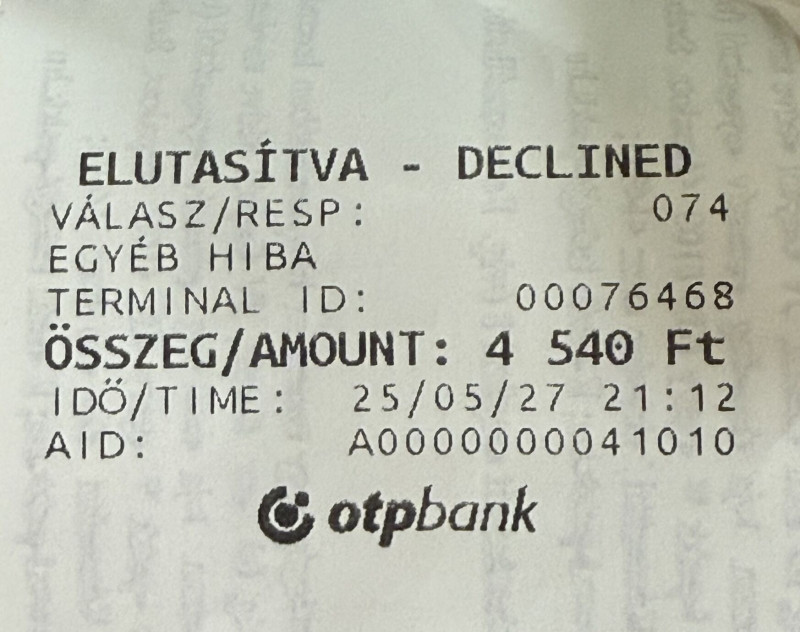 ELUTASÍTVA - DECLINED
VÁLASZ/RESP: 074
EGYÉB HIBA
TERMINAL ID: 00076468
ÖSSZEG/AMOUNT: 4 540 Ft
IDŐ/TIME: 25/05/27 21:12
AID: A0000000041010
otpbank